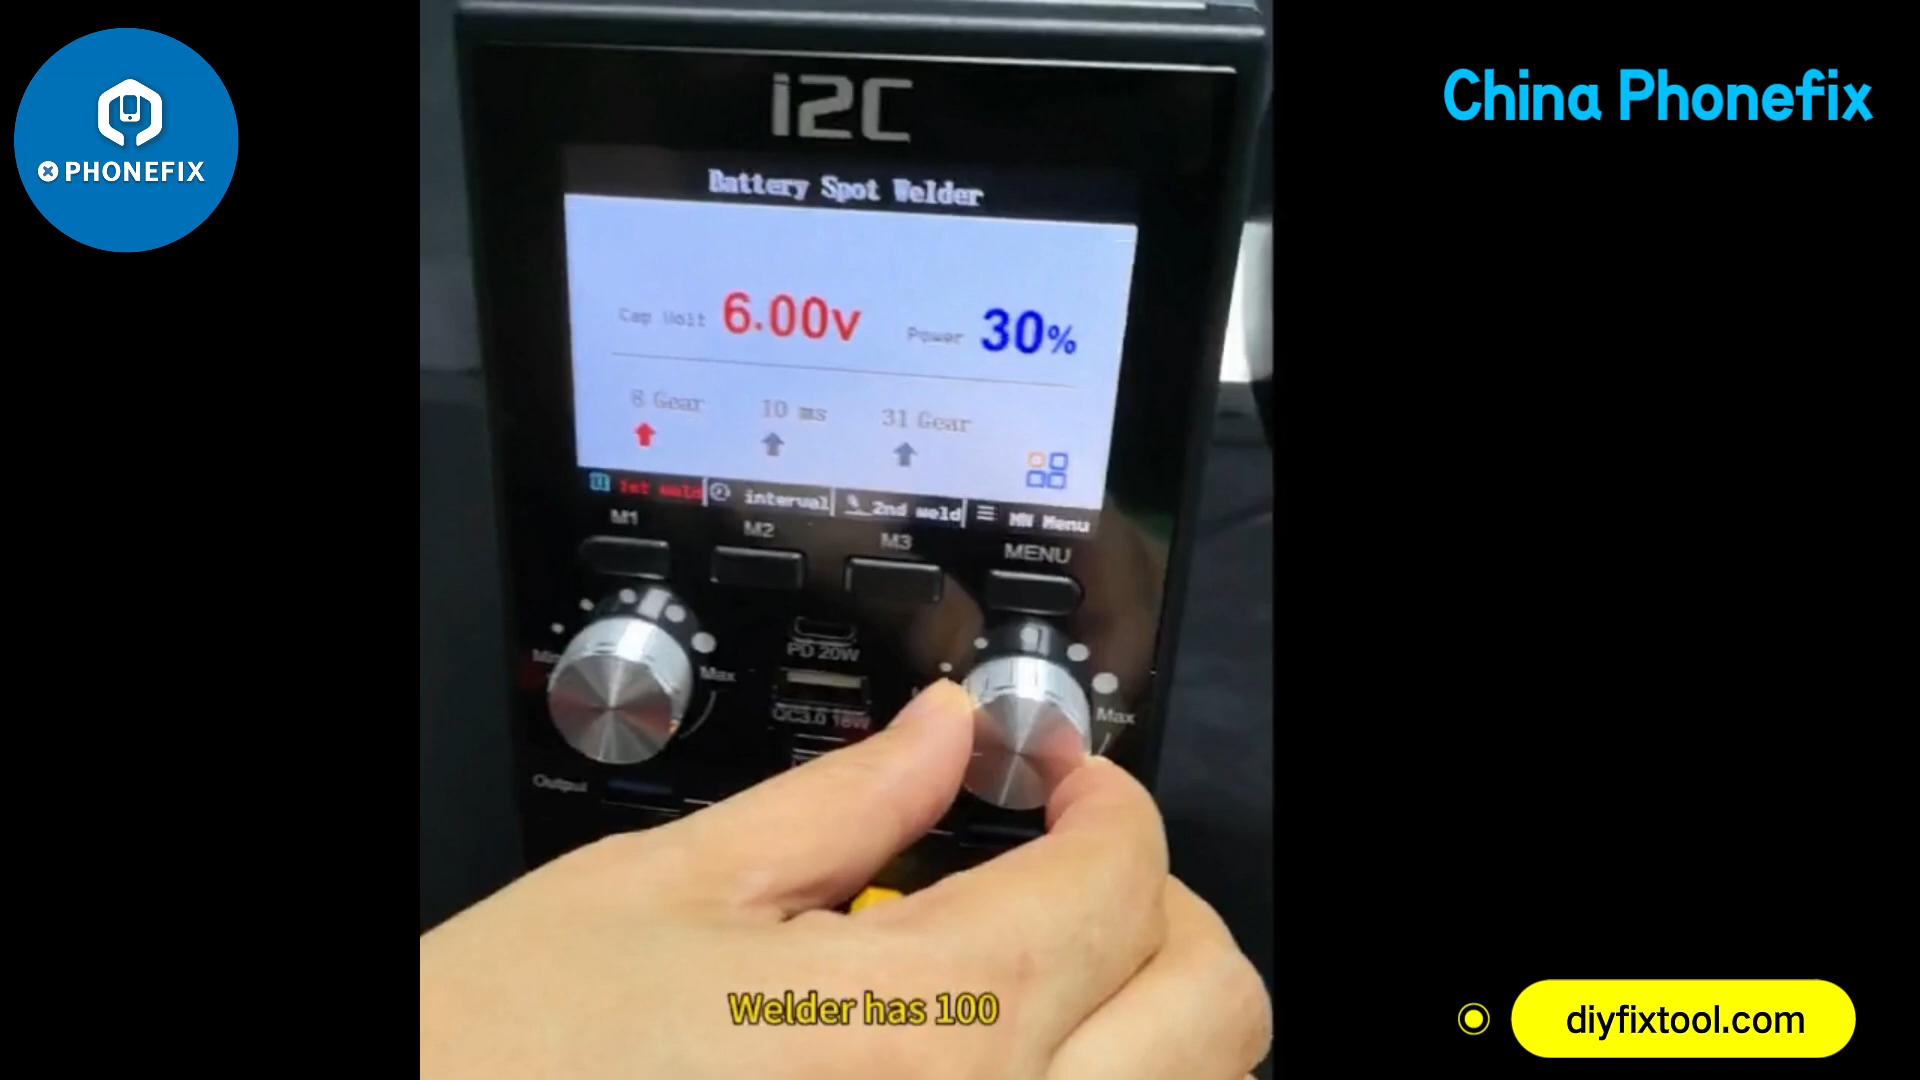 PHONEFIX
China Phonefix
i2C
Battery Spot Welder
Cap Volt 6.00v Power 30%
8 Gear 10 ms 31 Gear
1st weld interval 2nd weld MN Menu
M1 M2 M3 MENU
Min Max
PD 20W
QC3.0 18W
Max
Output
Welder has 100
diyfixtool.com